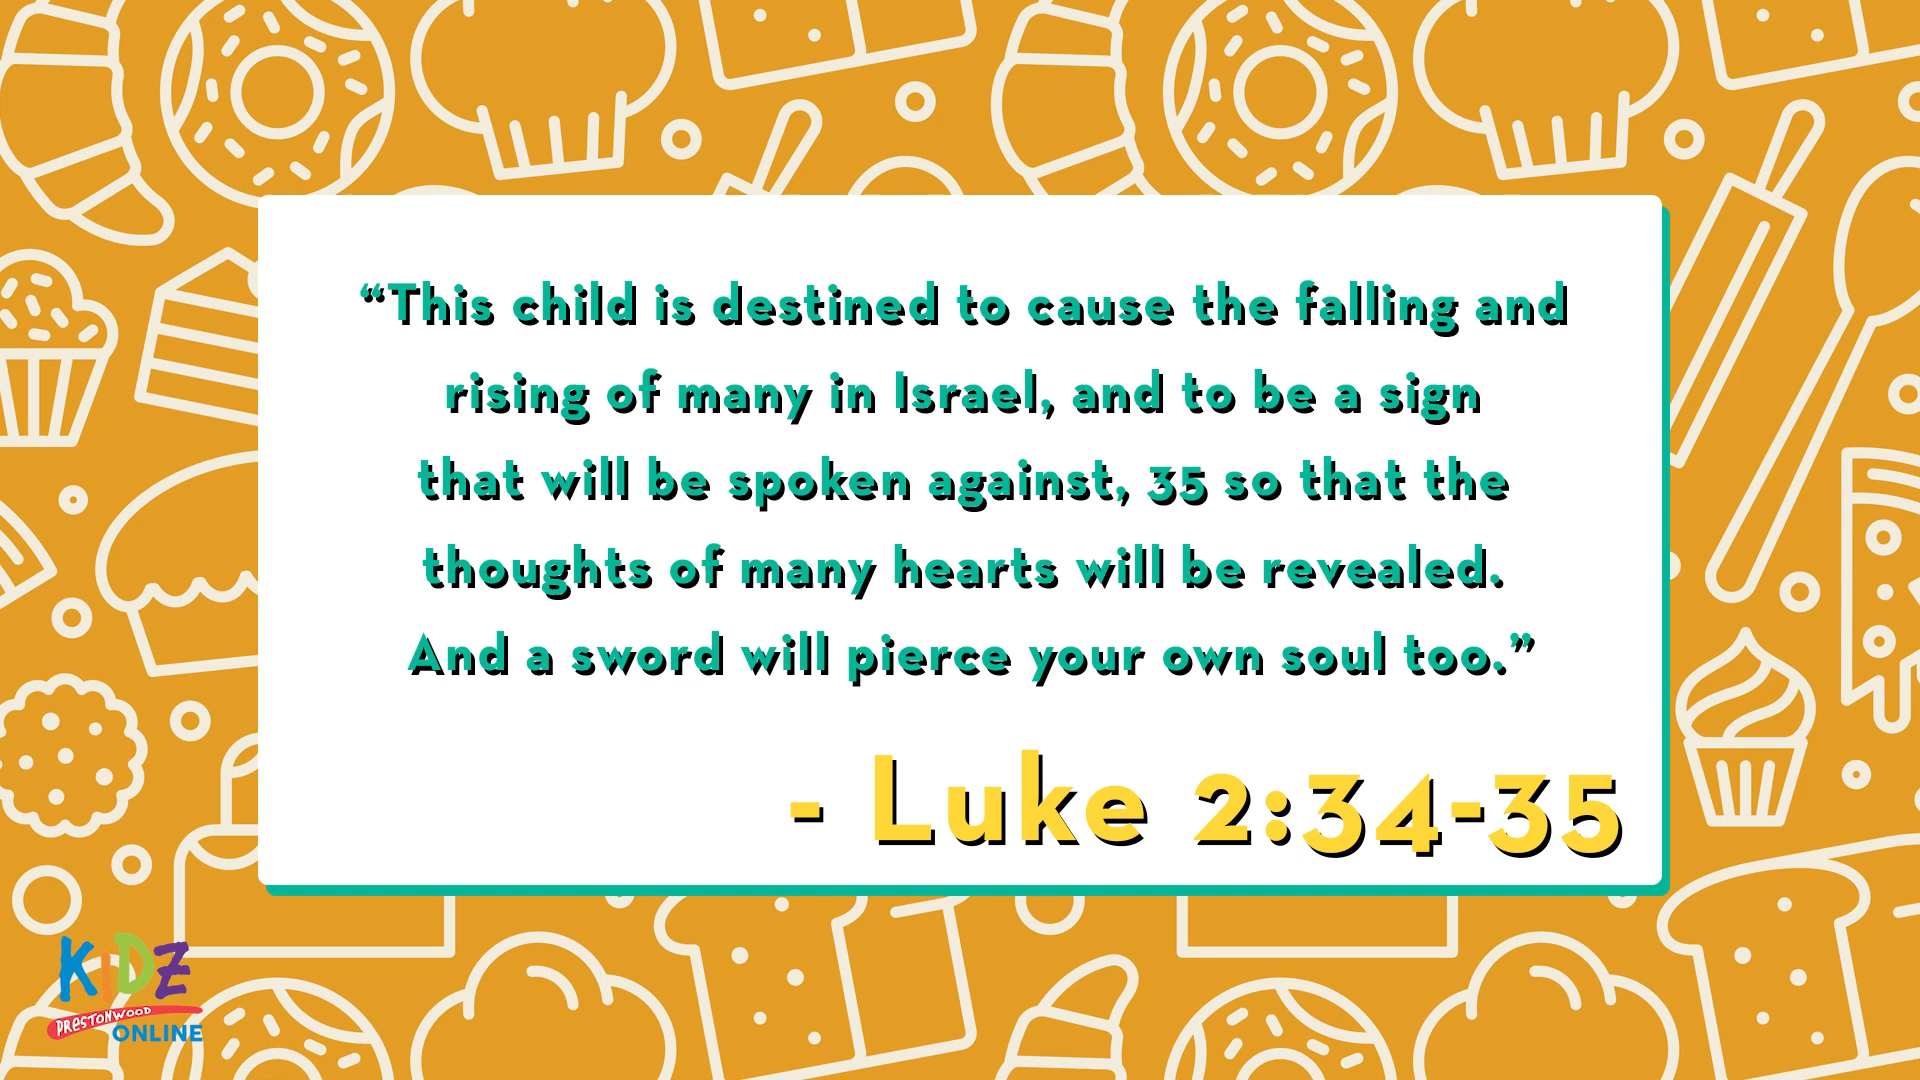 “This child is destined to cause the falling and
rising of many in Israel, and to be a sign
that will be spoken against, 35 so that the
thoughts of many hearts will be revealed.
And a sword will pierce your own soul too.”
- Luke 2:34-35
KiDZ
PRESTONWOOD
ONLINE